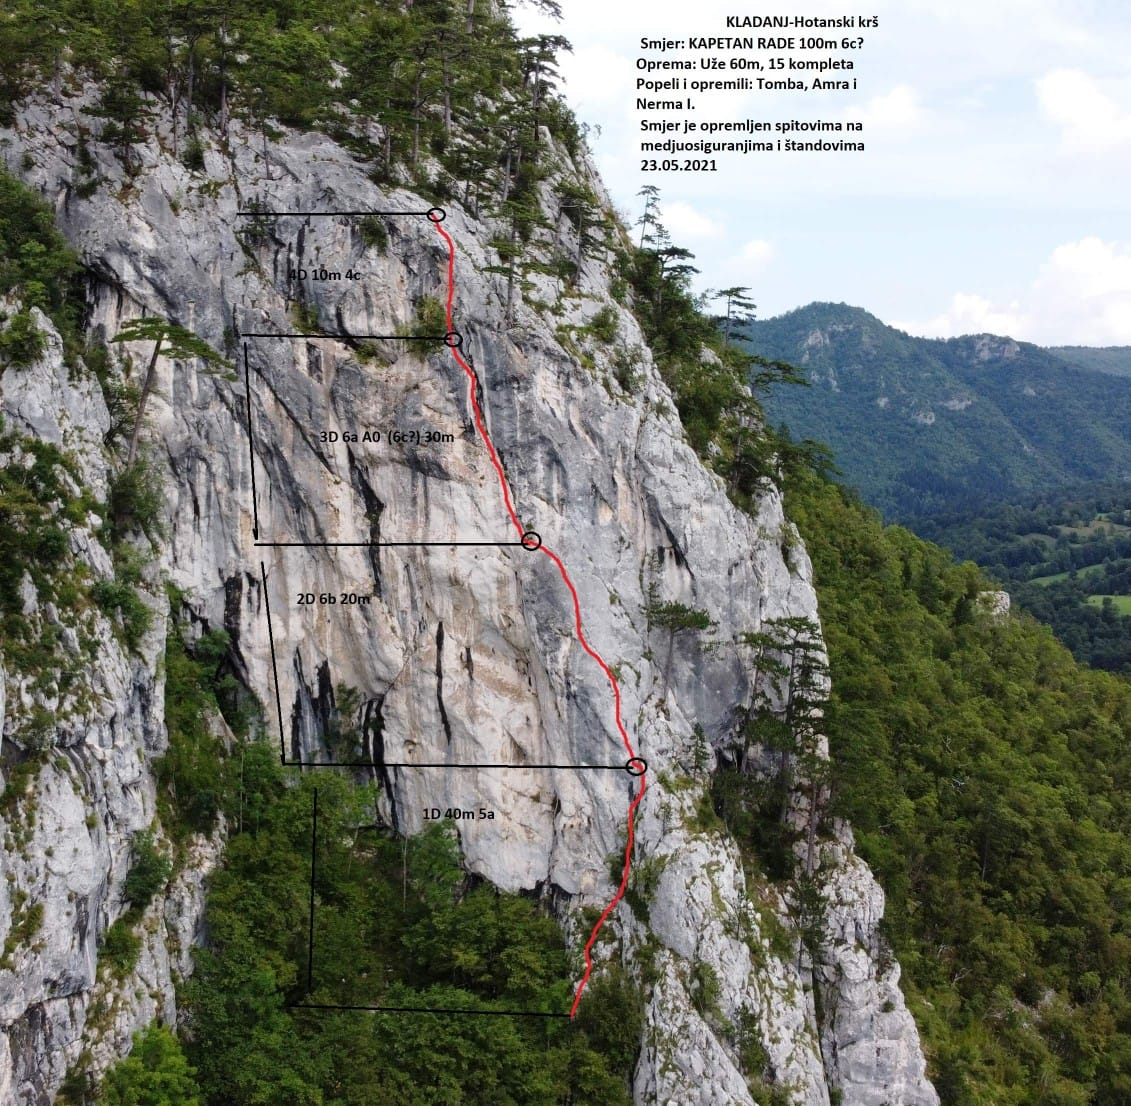 KLADANJ-Hotanski krš
Smjer: KAPETAN RADE 100m 6c?
Oprema: Uže 60m, 15 kompleta
Popeli i opremili: Tomba, Amra i
Nerma I.
Smjer je opremljen spitovima na
medjuosiguranjima i štandovima
23.05.2021
4D 10m 4c
3D 6a A0 (6c?) 30m
2D 6b 20m
1D 40m 5a